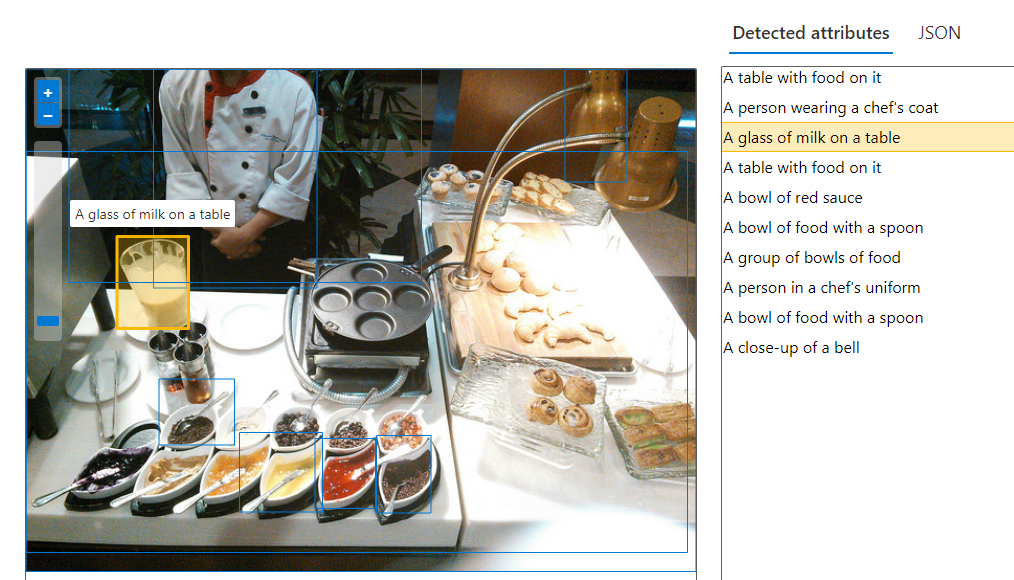 Detected attributes JSON
+
−
A glass of milk on a table
A table with food on it
A person wearing a chef's coat
A glass of milk on a table
A table with food on it
A bowl of red sauce
A bowl of food with a spoon
A group of bowls of food
A person in a chef's uniform
A bowl of food with a spoon
A close-up of a bell